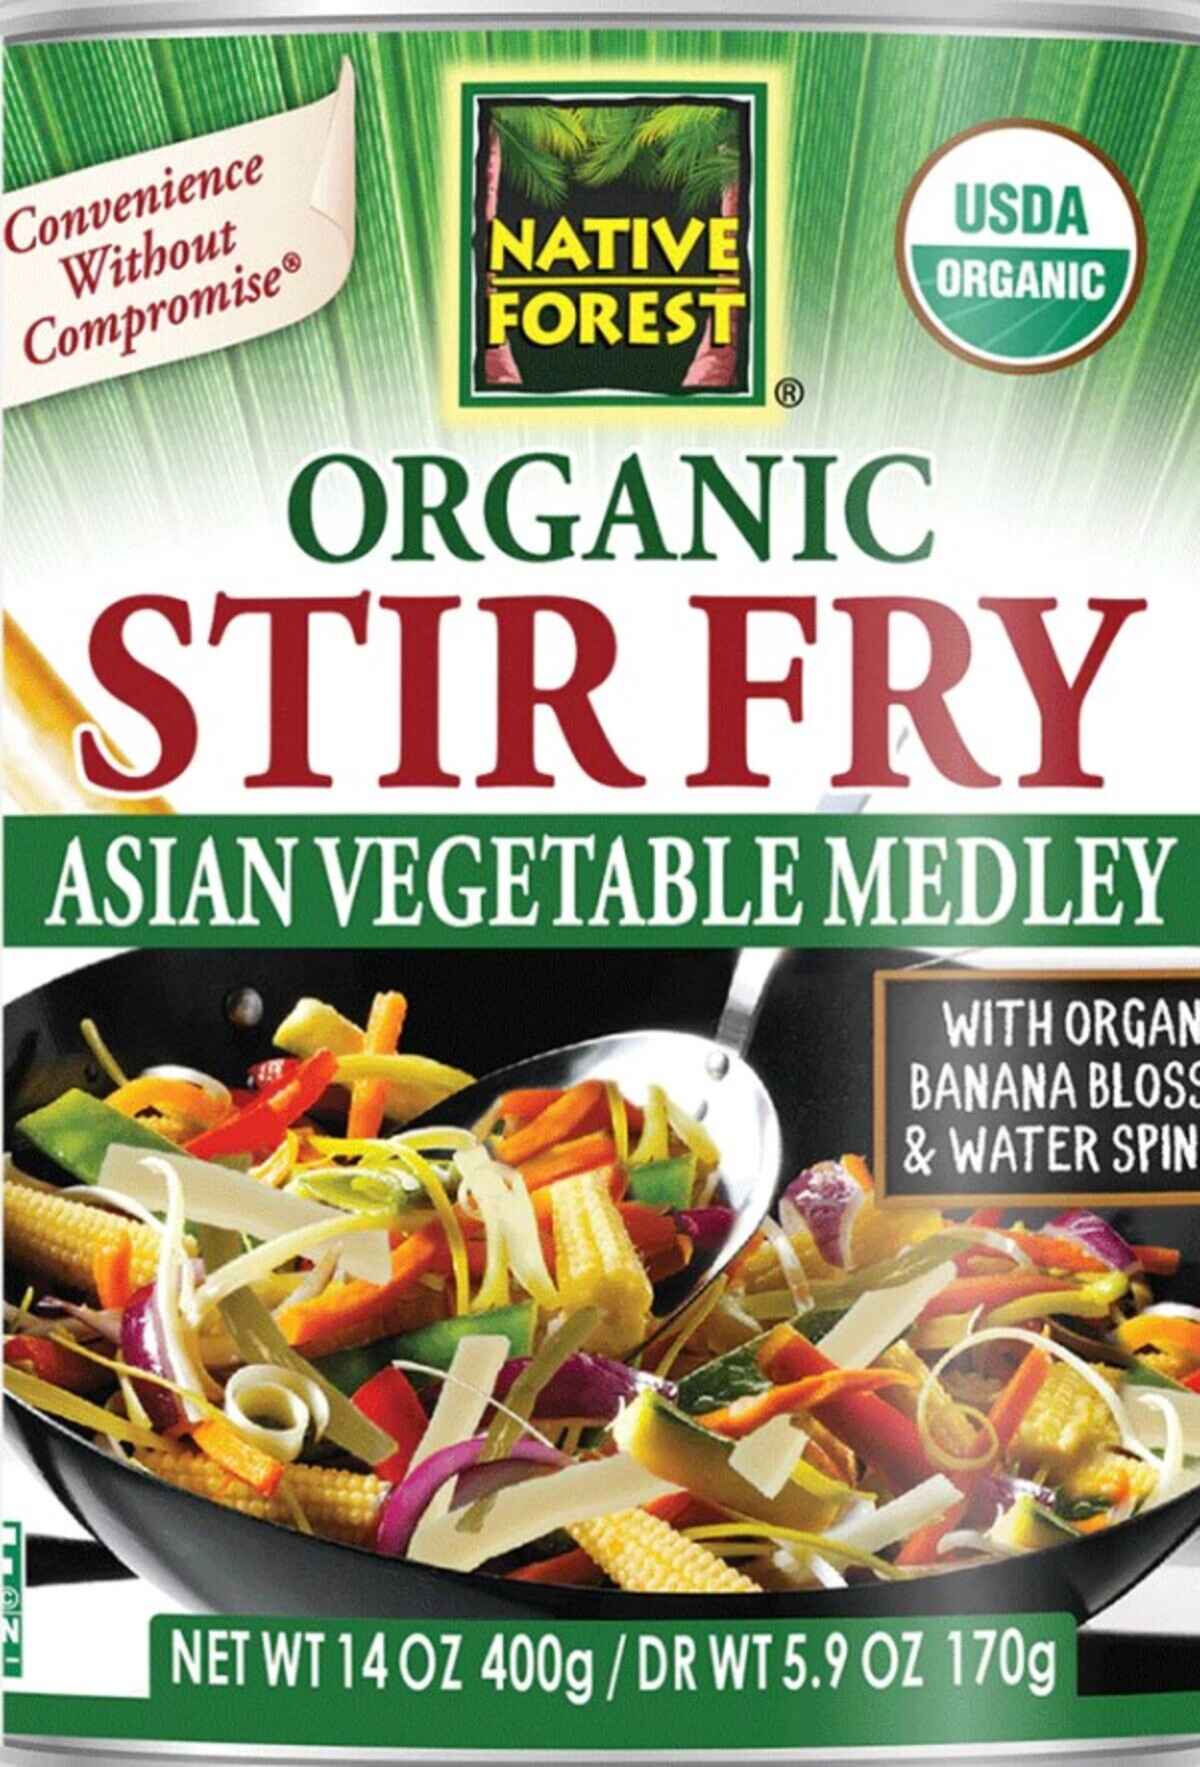 Convenience
Without
Compromise®
NATIVE
FOREST
®
USDA
ORGANIC
ORGANIC
STIR FRY
ASIAN VEGETABLE MEDLEY
WITH ORGAN
BANANA BLOSS
& WATER SPIN
NET WT 14 OZ 400g / DR WT 5.9 OZ 170g